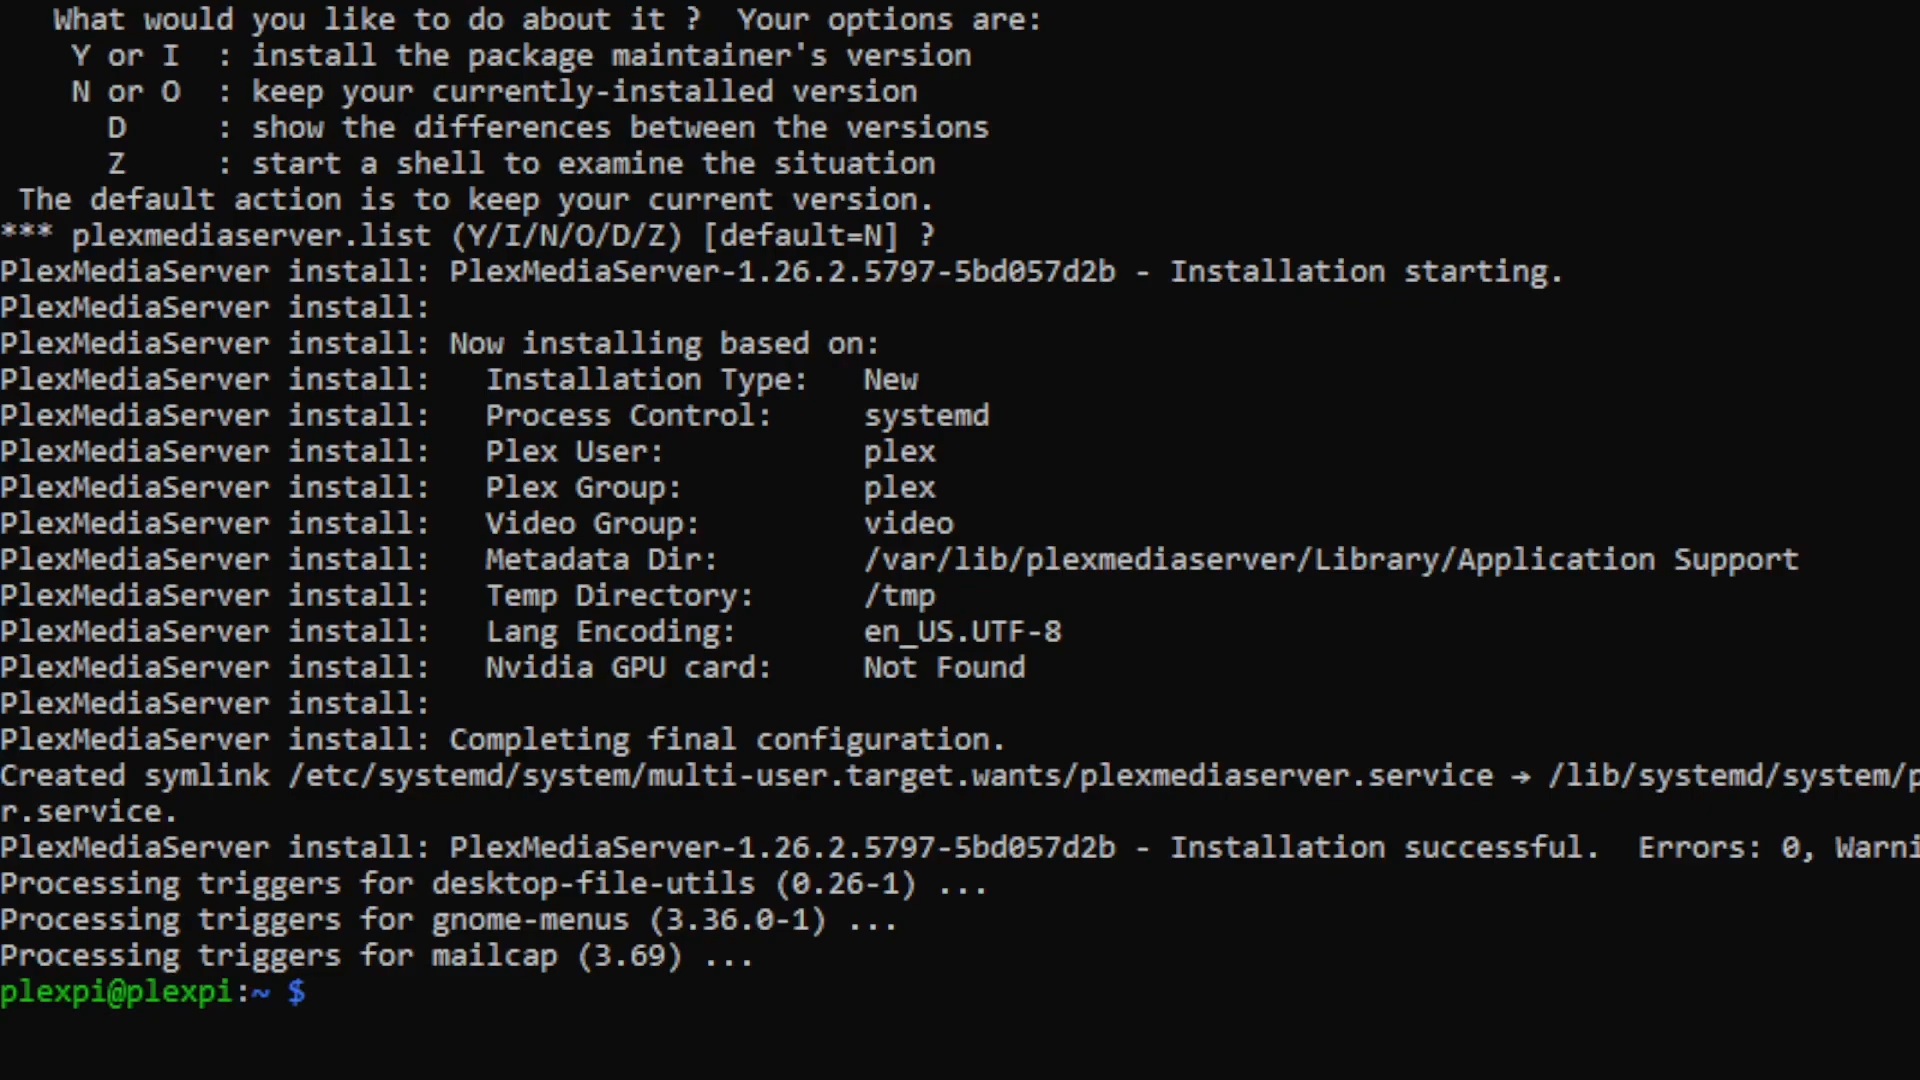 What would you like to do about it ?  Your options are:
Y or I  : install the package maintainer's version
N or O  : keep your currently-installed version
D     : show the differences between the versions
Z     : start a shell to examine the situation
The default action is to keep your current version.
*** plexmediaserver.list (Y/I/N/O/D/Z) [default=N] ?
PlexMediaServer install: PlexMediaServer-1.26.2.5797-5bd057d2b - Installation starting.
PlexMediaServer install:
PlexMediaServer install: Now installing based on:
PlexMediaServer install:   Installation Type:   New
PlexMediaServer install:   Process Control:     systemd
PlexMediaServer install:   Plex User:           plex
PlexMediaServer install:   Plex Group:          plex
PlexMediaServer install:   Video Group:         video
PlexMediaServer install:   Metadata Dir:        /var/lib/plexmediaserver/Library/Application Support
PlexMediaServer install:   Temp Directory:      /tmp
PlexMediaServer install:   Lang Encoding:       en_US.UTF-8
PlexMediaServer install:   Nvidia GPU card:     Not Found
PlexMediaServer install:
PlexMediaServer install: Completing final configuration.
Created symlink /etc/systemd/system/multi-user.target.wants/plexmediaserver.service → /lib/systemd/system/p
r.service.
PlexMediaServer install: PlexMediaServer-1.26.2.5797-5bd057d2b - Installation successful.  Errors: 0, Warni
Processing triggers for desktop-file-utils (0.26-1) ...
Processing triggers for gnome-menus (3.36.0-1) ...
Processing triggers for mailcap (3.69) ...
plexpi@plexpi:~ $